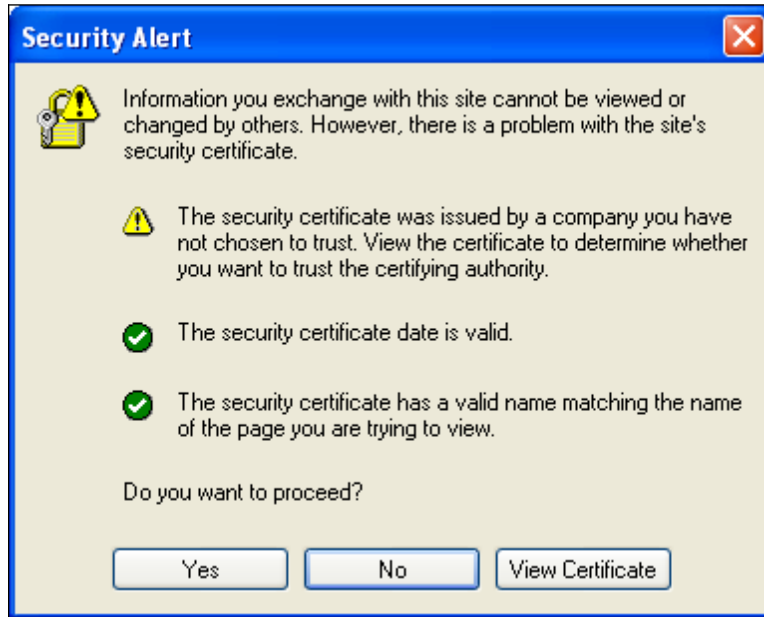 Security Alert
Information you exchange with this site cannot be viewed or
changed by others. However, there is a problem with the site's
security certificate.
The security certificate was issued by a company you have
not chosen to trust. View the certificate to determine whether
you want to trust the certifying authority.
The security certificate date is valid.
The security certificate has a valid name matching the name
of the page you are trying to view.
Do you want to proceed?
Yes No View Certificate